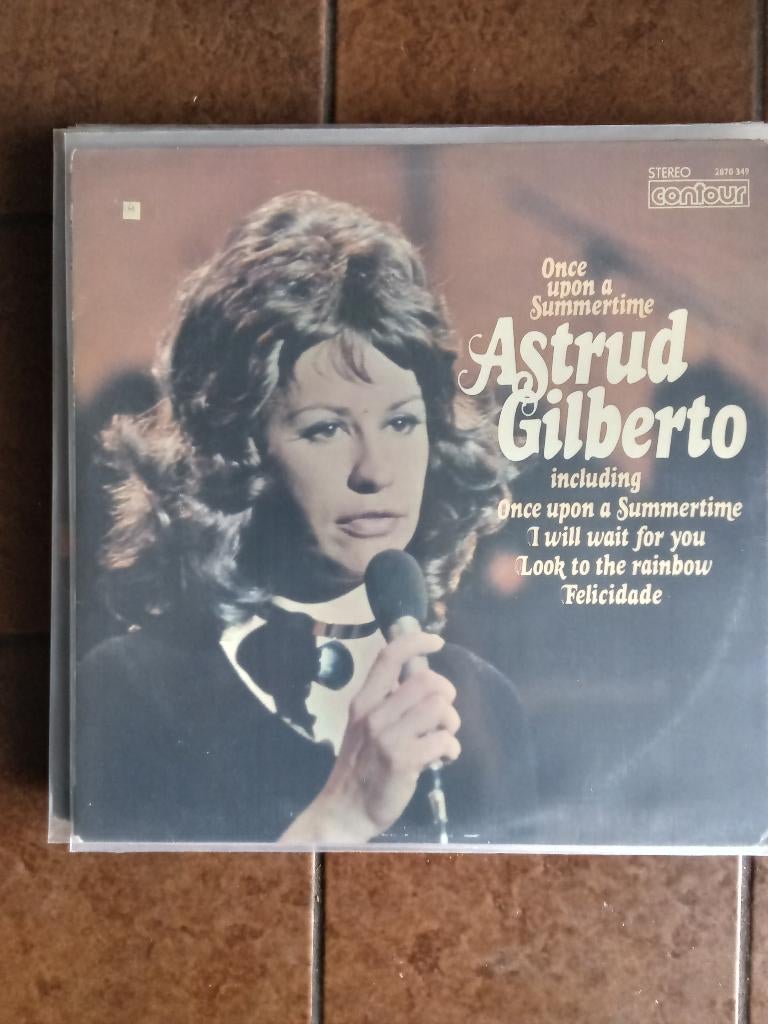 STEREO 2870 349
contour
Once
upon a
Summertime
Astrud
Gilberto
including
Once upon a Summertime
I will wait for you
Look to the rainbow
Felicidade